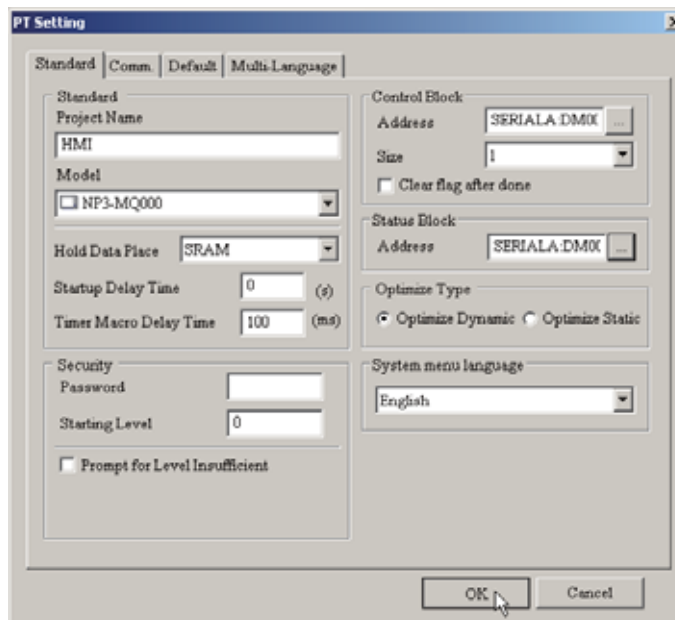 PT Setting
Standard Comm. Default Multi-Language
Standard
Project Name
HMI
Model
NP3-MQ000
Hold Data Place SRAM
Startup Delay Time 0 (s)
Timer Macro Delay Time 100 (ms)
Security
Password
Starting Level 0
Prompt for Level Insufficient
Control Block
Address SERIALA:DM0( ...
Size 1
Clear flag after done
Status Block
Address SERIALA:DM0( ...
Optimize Type
Optimize Dynamic Optimize Static
System menu language
English
OK Cancel